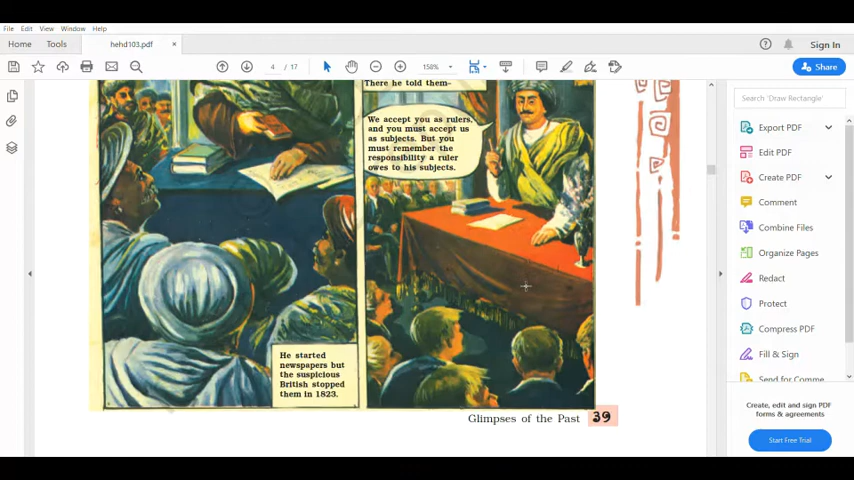 File Edit View Window Help
Home Tools hehd103.pdf × Sign In
4 / 17 158% Share
Search 'Draw Rectangle'
Export PDF
Edit PDF
Create PDF
Comment
Combine Files
Organize Pages
Redact
Protect
Compress PDF
Fill & Sign
Send for Comme
Create, edit and sign PDF
forms & agreements
Start Free Trial
There he told them–
We accept you as rulers,
and you must accept us
as subjects. But you
must remember the
responsibility a ruler
owes to his subjects.
He started
newspapers but
the suspicious
British stopped
them in 1823.
Glimpses of the Past 39